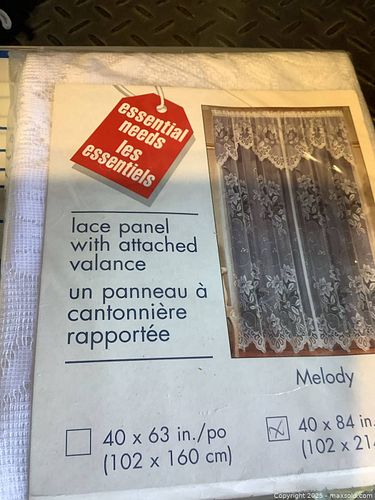 essential
needs
les
essentiels
lace panel
with attached
valance
un panneau à
cantonnière
rapportée
Melody
40 x 63 in./po
(102 x 160 cm)
40 x 84 in.
(102 x
Copyright 2025 - maxsold.com